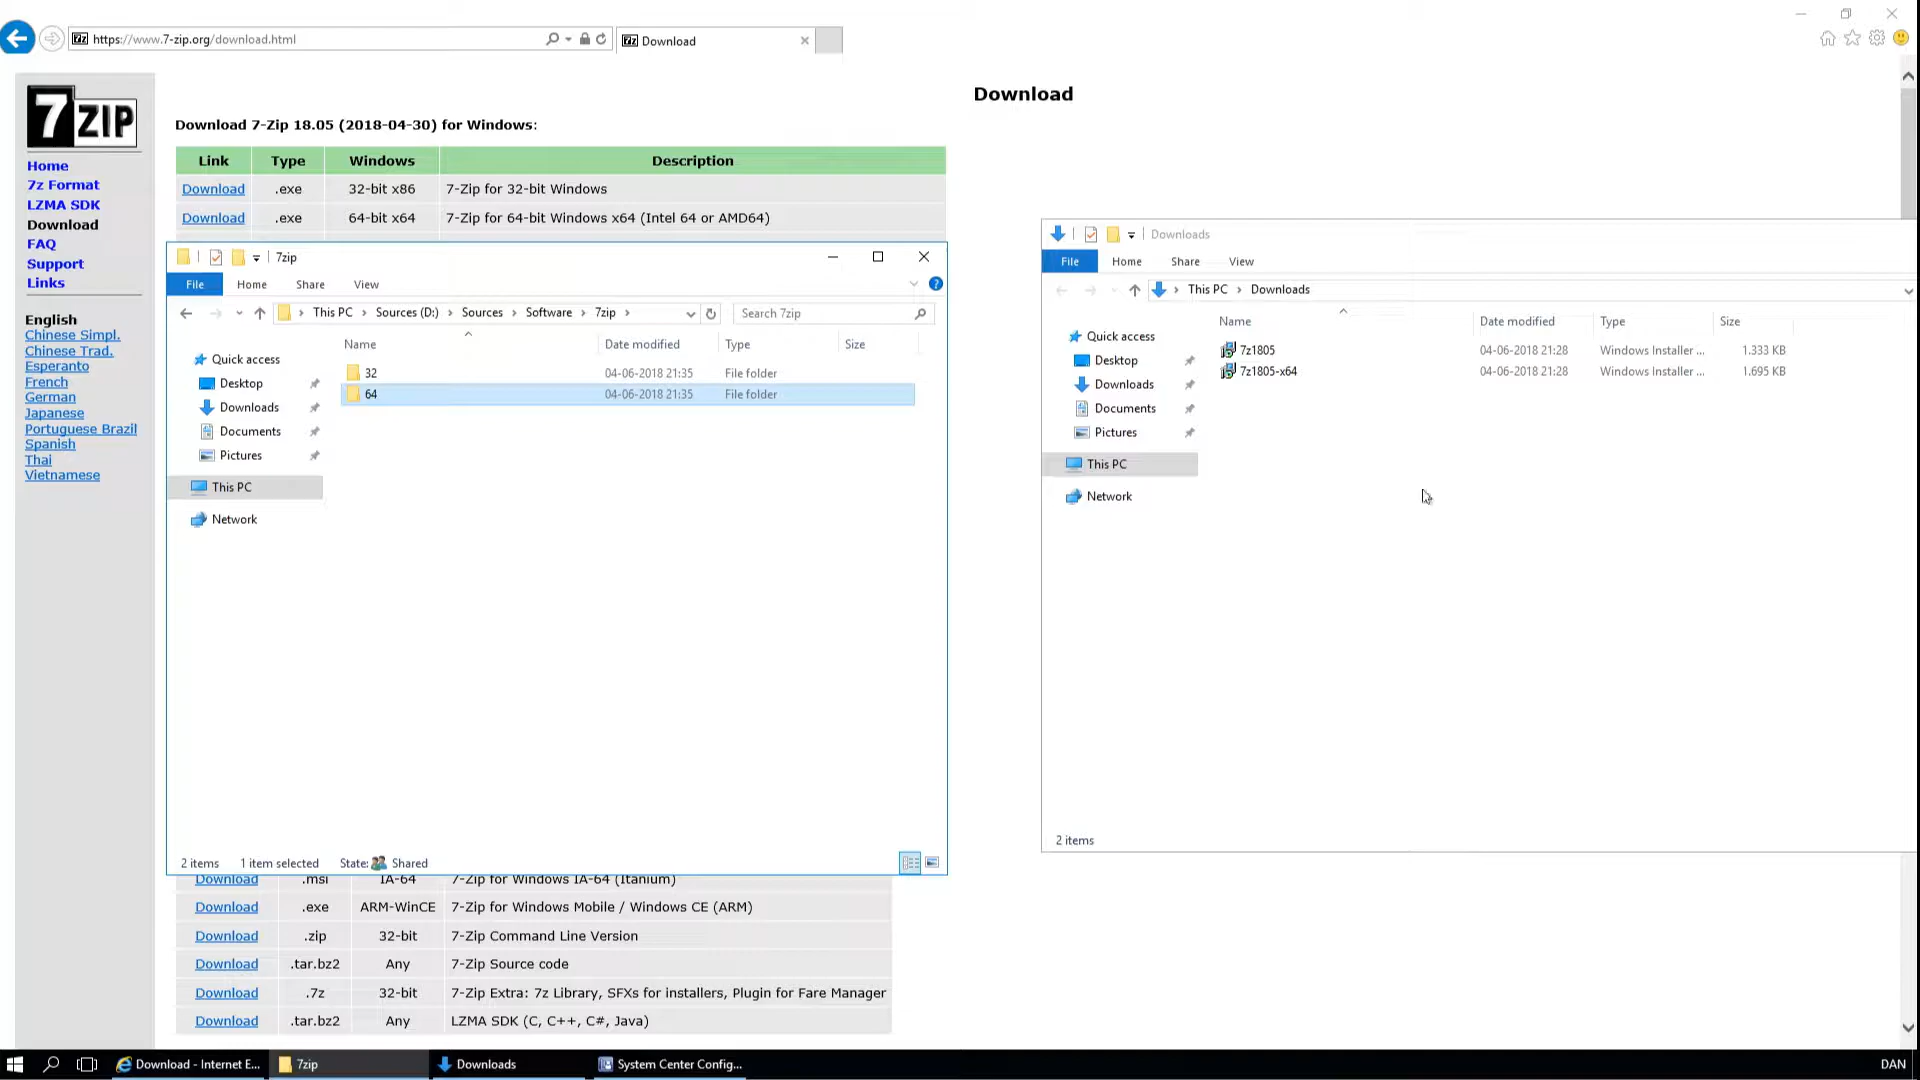 https://www.7-zip.org/download.html
Download
7ZIP
Home
7z Format
LZMA SDK
Download
FAQ
Support
Links
English
Chinese Simpl.
Chinese Trad.
Esperanto
French
German
Japanese
Portuguese Brazil
Spanish
Thai
Vietnamese
Download
Download 7-Zip 18.05 (2018-04-30) for Windows:
Link Type Windows Description
Download .exe 32-bit x86 7-Zip for 32-bit Windows
Download .exe 64-bit x64 7-Zip for 64-bit Windows x64 (Intel 64 or AMD64)
7zip
File Home Share View
This PC Sources (D:) Sources Software 7zip
Search 7zip
Name Date modified Type Size
Quick access
Desktop
Downloads
Documents
Pictures
This PC
Network
32 04-06-2018 21:35 File folder
64 04-06-2018 21:35 File folder
2 items 1 item selected State: Shared
Downloads
File Home Share View
This PC Downloads
Name Date modified Type Size
Quick access
Desktop
Downloads
Documents
Pictures
This PC
Network
7z1805 04-06-2018 21:28 Windows Installer ... 1.333 KB
7z1805-x64 04-06-2018 21:28 Windows Installer ... 1.695 KB
2 items
Download .msi IA-64 7-Zip for Windows IA-64 (Itanium)
Download .exe ARM-WinCE 7-Zip for Windows Mobile / Windows CE (ARM)
Download .zip 32-bit 7-Zip Command Line Version
Download .tar.bz2 Any 7-Zip Source code
Download .7z 32-bit 7-Zip Extra: 7z Library, SFXs for installers, Plugin for Fare Manager
Download .tar.bz2 Any LZMA SDK (C, C++, C#, Java)
Download - Internet E...
7zip
Downloads
System Center Config...
DAN